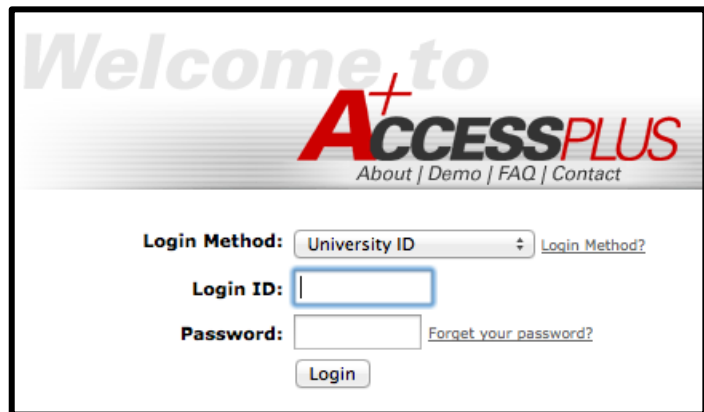 Welcome to
A+CCESSPLUS
About | Demo | FAQ | Contact
Login Method: University ID Login Method?
Login ID:
Password: Forget your password?
Login